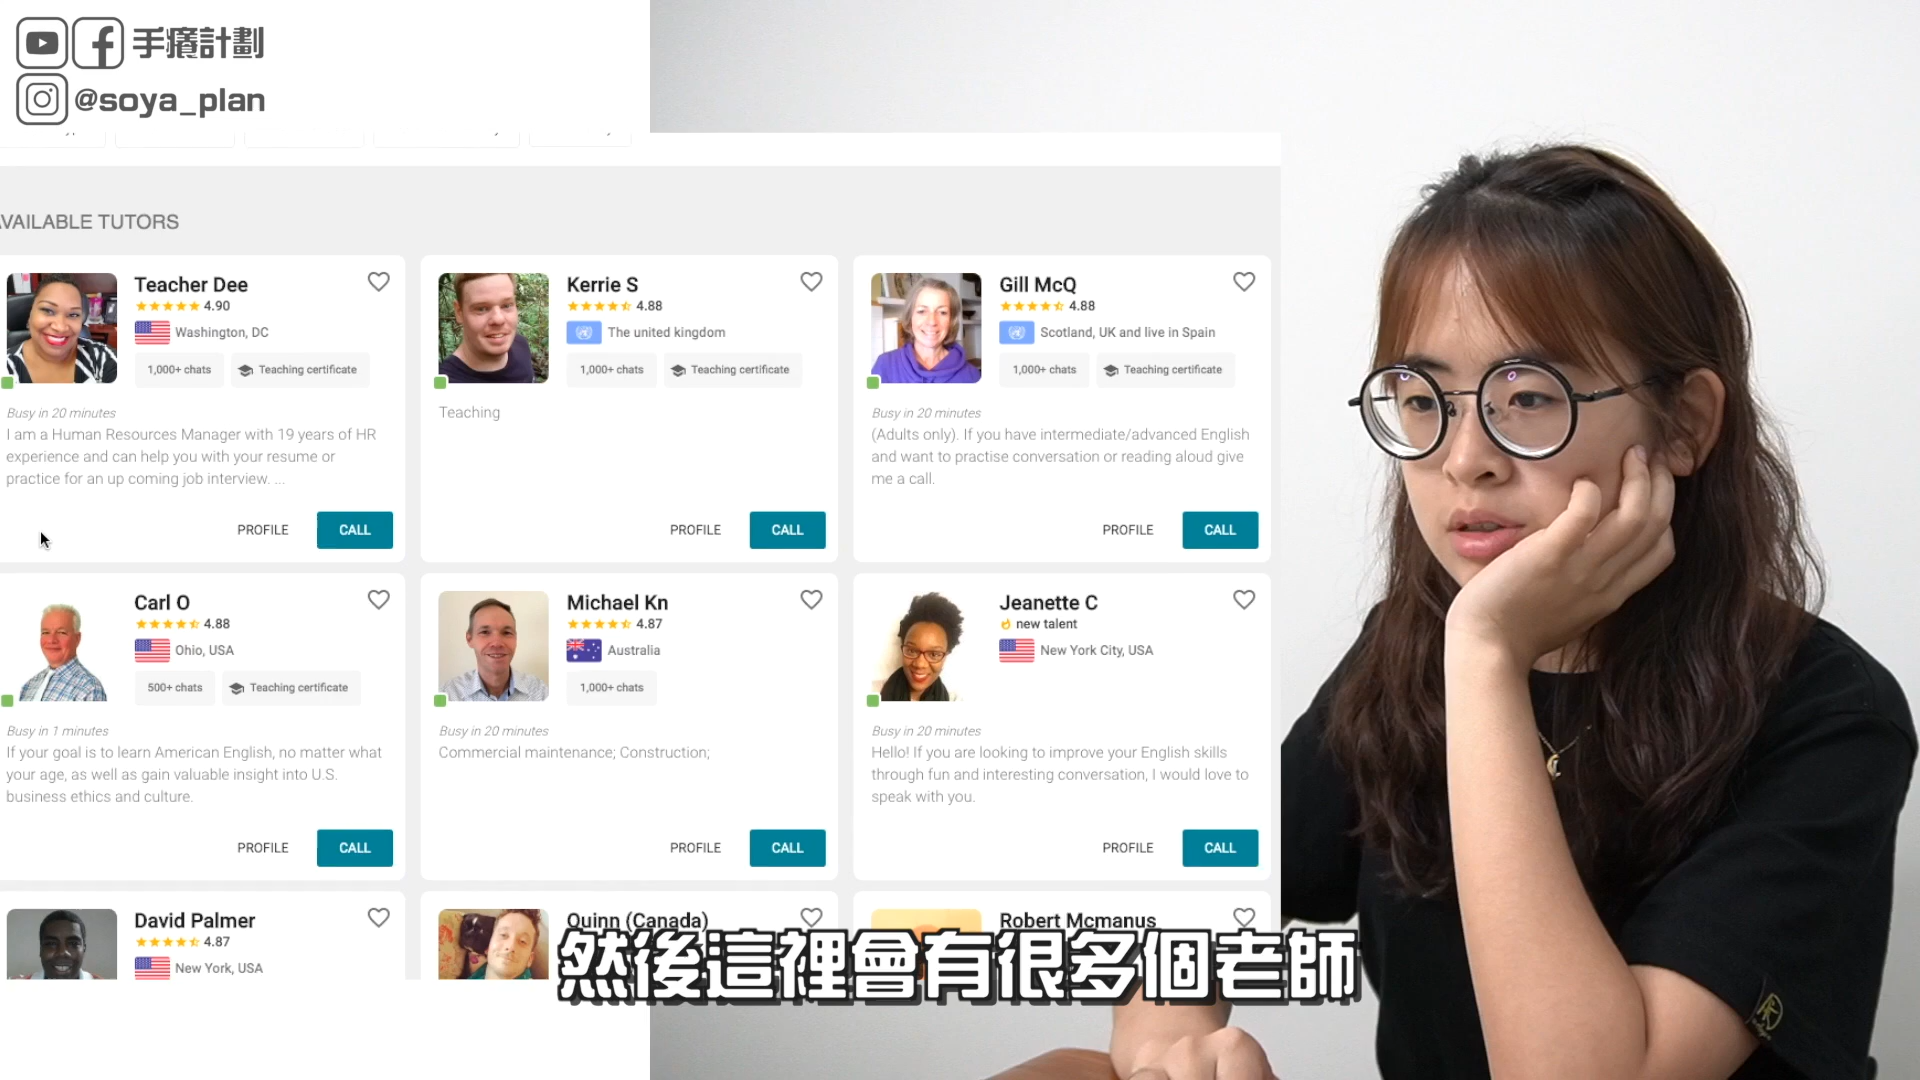 手癢計劃
@soya_plan
AVAILABLE TUTORS
Teacher Dee
4.90
Washington, DC
1,000+ chats
Teaching certificate
Busy in 20 minutes
I am a Human Resources Manager with 19 years of HR
experience and can help you with your resume or
practice for an up coming job interview. ...
PROFILE
CALL
Kerrie S
4.88
The united kingdom
1,000+ chats
Teaching certificate
Teaching
PROFILE
CALL
Gill McQ
4.88
Scotland, UK and live in Spain
1,000+ chats
Teaching certificate
Busy in 20 minutes
(Adults only). If you have intermediate/advanced English
and want to practise conversation or reading aloud give
me a call.
PROFILE
CALL
Carl O
4.88
Ohio, USA
500+ chats
Teaching certificate
Busy in 1 minutes
If your goal is to learn American English, no matter what
your age, as well as gain valuable insight into U.S.
business ethics and culture.
PROFILE
CALL
Michael Kn
4.87
Australia
1,000+ chats
Busy in 20 minutes
Commercial maintenance; Construction;
PROFILE
CALL
Jeanette C
new talent
New York City, USA
Busy in 20 minutes
Hello! If you are looking to improve your English skills
through fun and interesting conversation, I would love to
speak with you.
PROFILE
CALL
David Palmer
4.87
New York, USA
Quinn (Canada)
Robert Mcmanus
然後這裡會有很多個老師